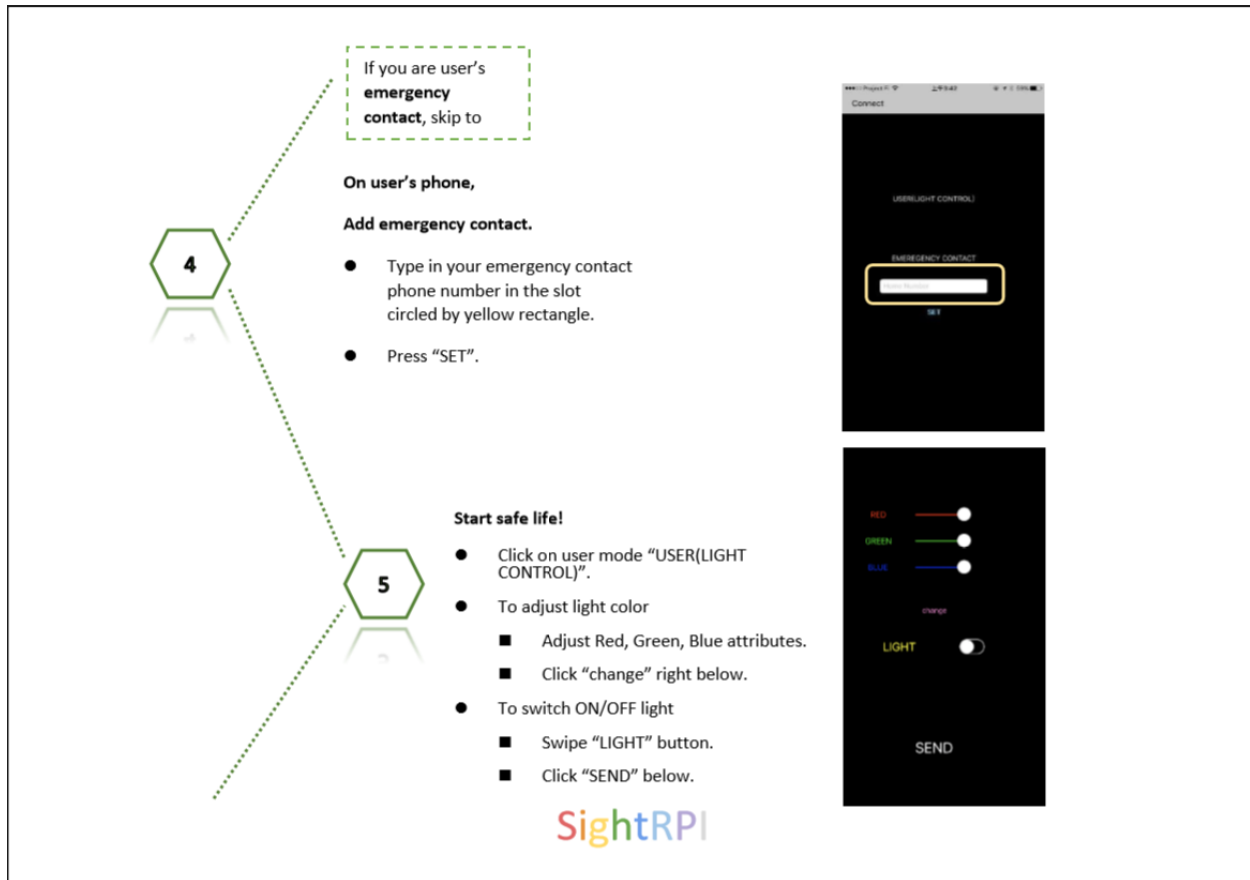 If you are user's
emergency
contact, skip to
On user's phone,
Add emergency contact.
4
● Type in your emergency contact
phone number in the slot
circled by yellow rectangle.
● Press “SET”.
Connect
USER(LIGHT CONTROL)
EMEREGENCY CONTACT
SET
Start safe life!
5
● Click on user mode “USER(LIGHT
CONTROL)”.
● To adjust light color
■ Adjust Red, Green, Blue attributes.
■ Click “change” right below.
● To switch ON/OFF light
■ Swipe “LIGHT” button.
■ Click “SEND” below.
RED
GREEN
BLUE
change
LIGHT
SEND
SightRPI